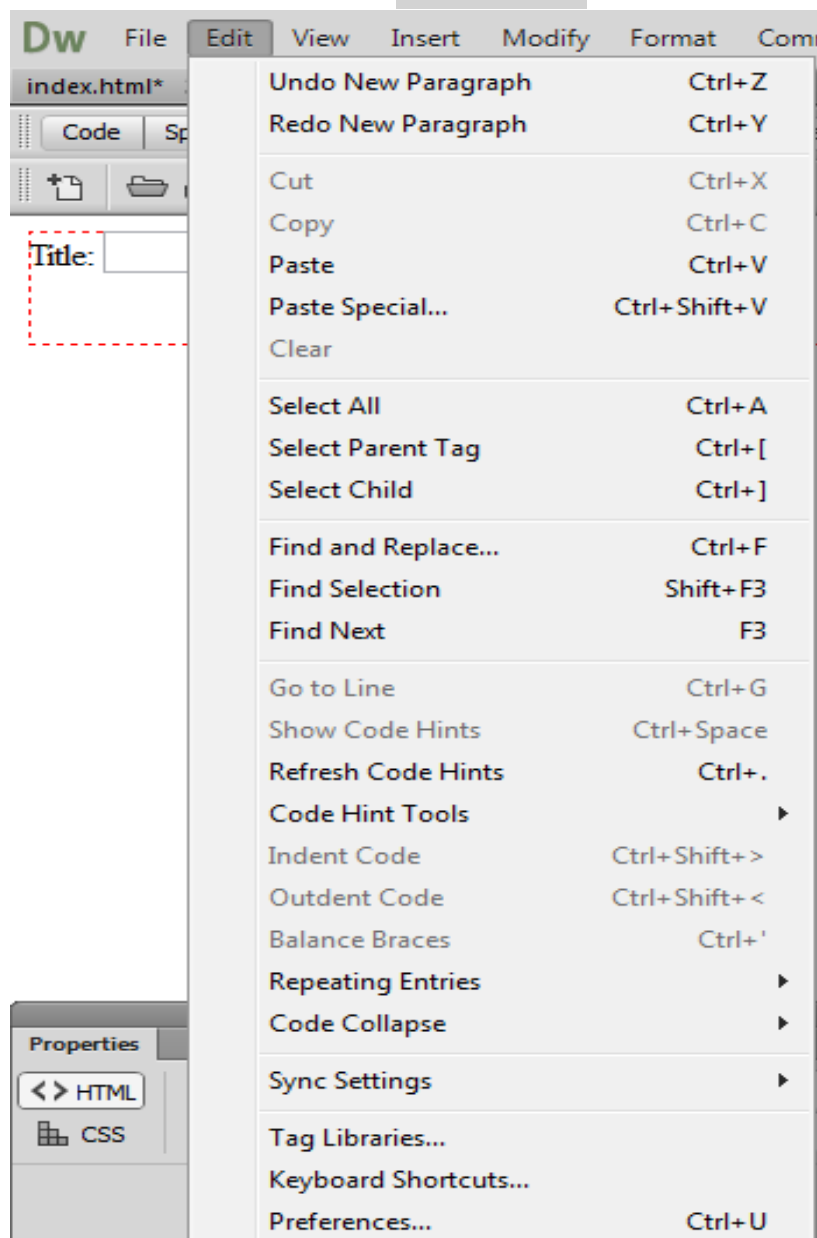 Dw File Edit View Insert Modify Format
index.html*
Code
Title:
Undo New Paragraph Ctrl+Z
Redo New Paragraph Ctrl+Y
Cut Ctrl+X
Copy Ctrl+C
Paste Ctrl+V
Paste Special... Ctrl+Shift+V
Clear
Select All Ctrl+A
Select Parent Tag Ctrl+[
Select Child Ctrl+]
Find and Replace... Ctrl+F
Find Selection Shift+F3
Find Next F3
Go to Line Ctrl+G
Show Code Hints Ctrl+Space
Refresh Code Hints Ctrl+.
Code Hint Tools
Indent Code Ctrl+Shift+>
Outdent Code Ctrl+Shift+<
Balance Braces Ctrl+'
Repeating Entries
Code Collapse
Sync Settings
Tag Libraries...
Keyboard Shortcuts...
Preferences... Ctrl+U
Properties
<> HTML
CSS